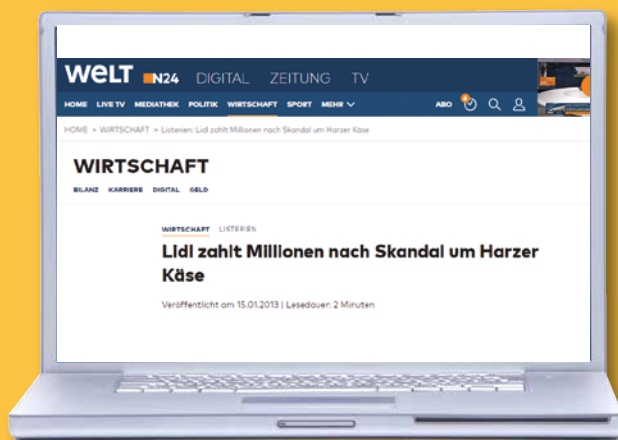 welt N24 DIGITAL ZEITUNG TV
HOME LIVE TV MEDIATHEK POLITIK WIRTSCHAFT SPORT MEHR ABO
HOME > WIRTSCHAFT > Listerien: Lidl zahlt Millionen nach Skandal um Harzer Käse
WIRTSCHAFT
BILANZ KARRIERE DIGITAL GELD
WIRTSCHAFT LISTERIEN
Lidl zahlt Millionen nach Skandal um Harzer
Käse
Veröffentlicht am 15.01.2013 | Lesedauer: 2 Minuten